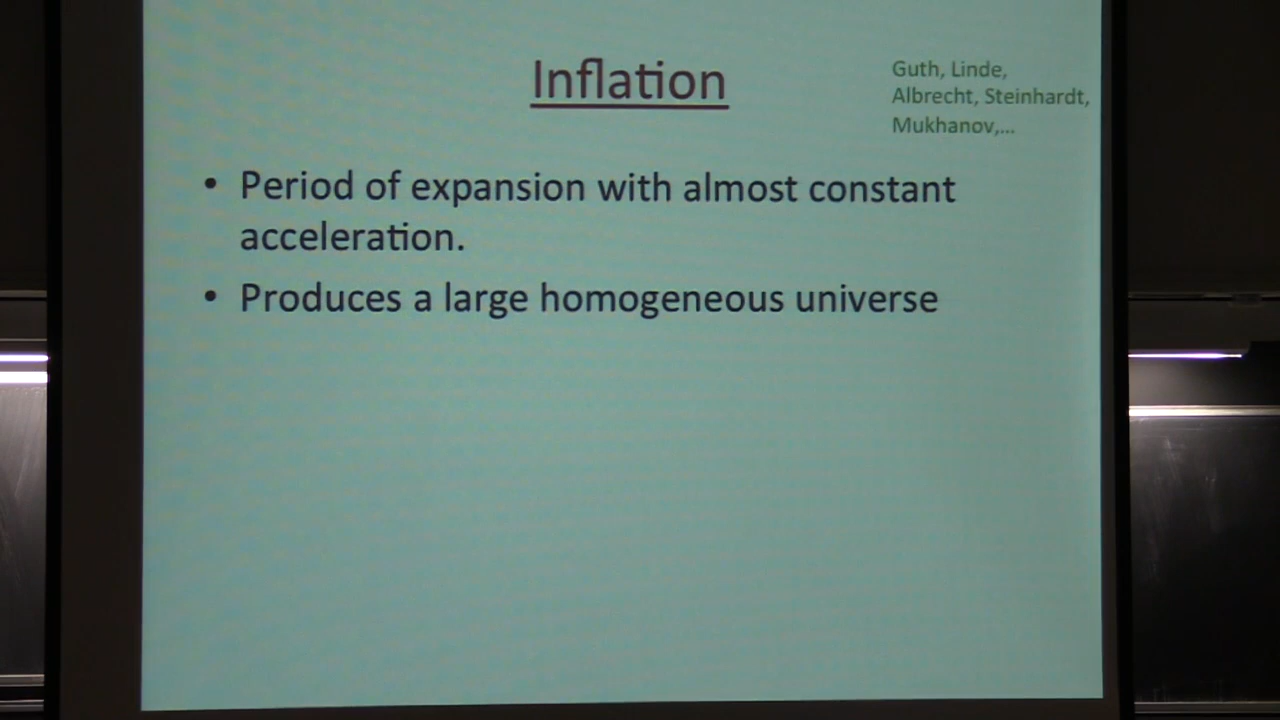 Inflation
Guth, Linde,
Albrecht, Steinhardt,
Mukhanov,...
• Period of expansion with almost constant
acceleration.
• Produces a large homogeneous universe